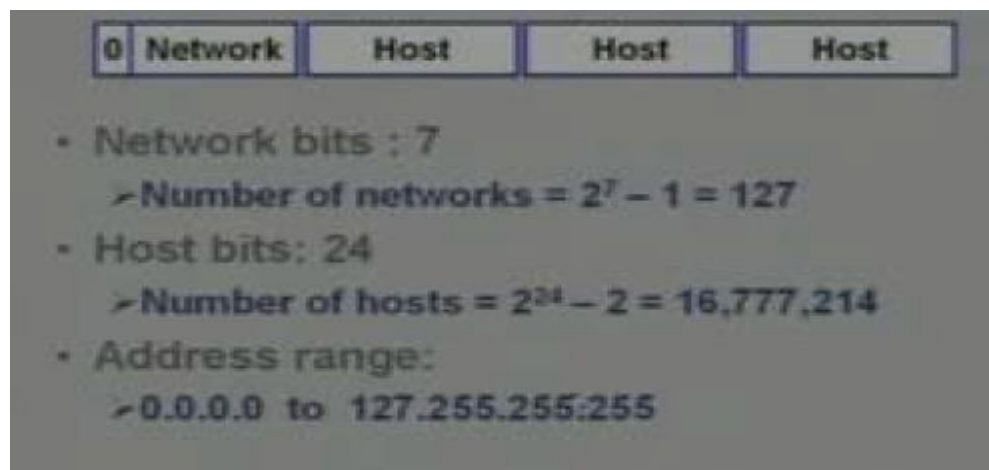 0 Network Host Host Host
• Network bits : 7
➢Number of networks = 2⁷ – 1 = 127
• Host bits: 24
➢Number of hosts = 2²⁴ – 2 = 16,777,214
• Address range:
➢0.0.0.0 to 127.255.255.255